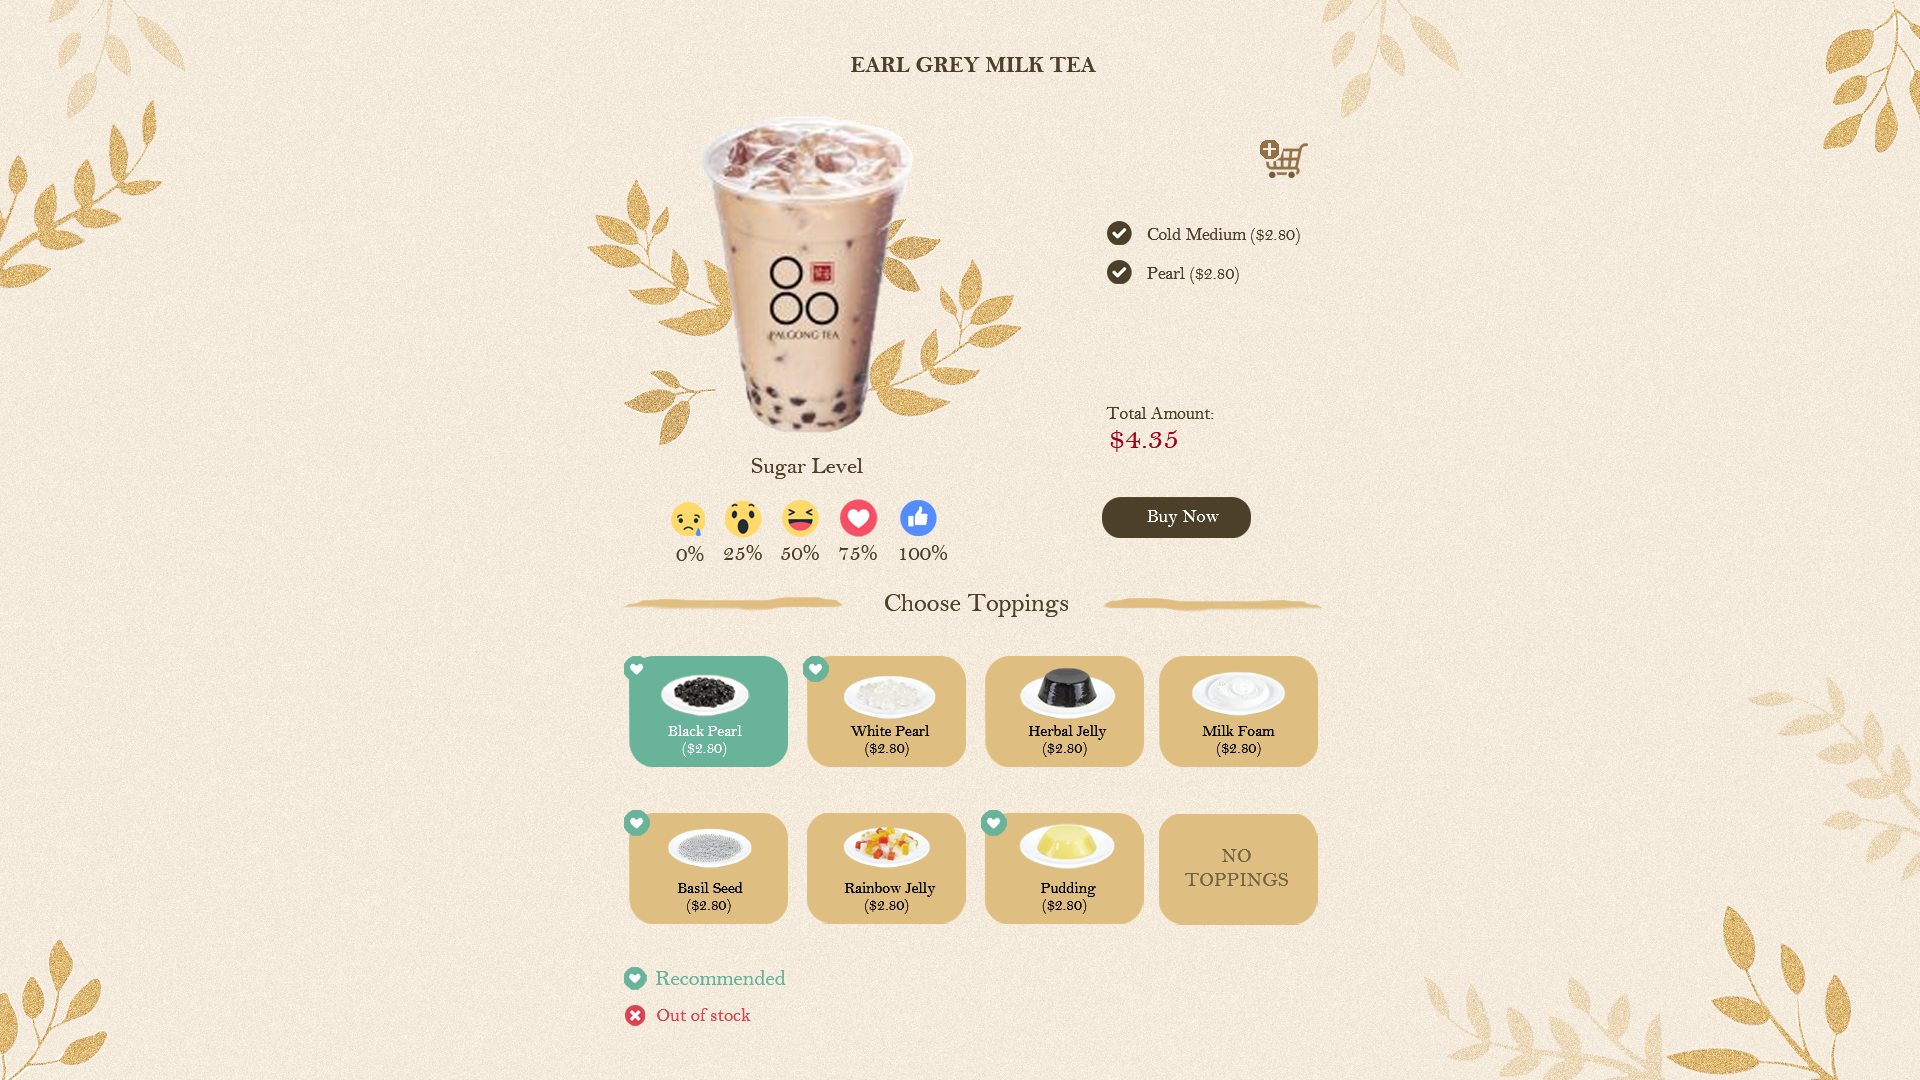 EARL GREY MILK TEA
Cold Medium ($2.80)
Pearl ($2.80)
PALGONG TEA
Total Amount:
$4.35
Sugar Level
0% 25% 50% 75% 100%
Buy Now
Choose Toppings
Black Pearl
($2.80)
White Pearl
($2.80)
Herbal Jelly
($2.80)
Milk Foam
($2.80)
Basil Seed
($2.80)
Rainbow Jelly
($2.80)
Pudding
($2.80)
NO
TOPPINGS
Recommended
Out of stock